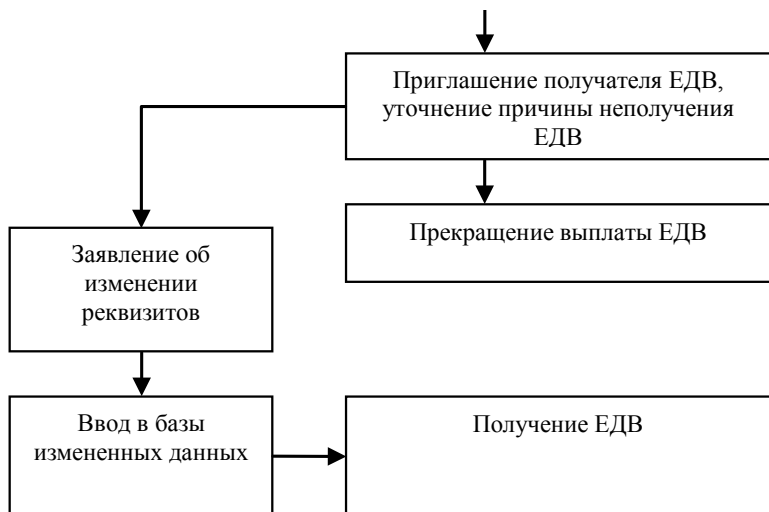 Приглашение получателя ЕДВ,
уточнение причины неполучения
ЕДВ
Прекращение выплаты ЕДВ
Заявление об
изменении
реквизитов
Ввод в базы
измененных данных
Получение ЕДВ